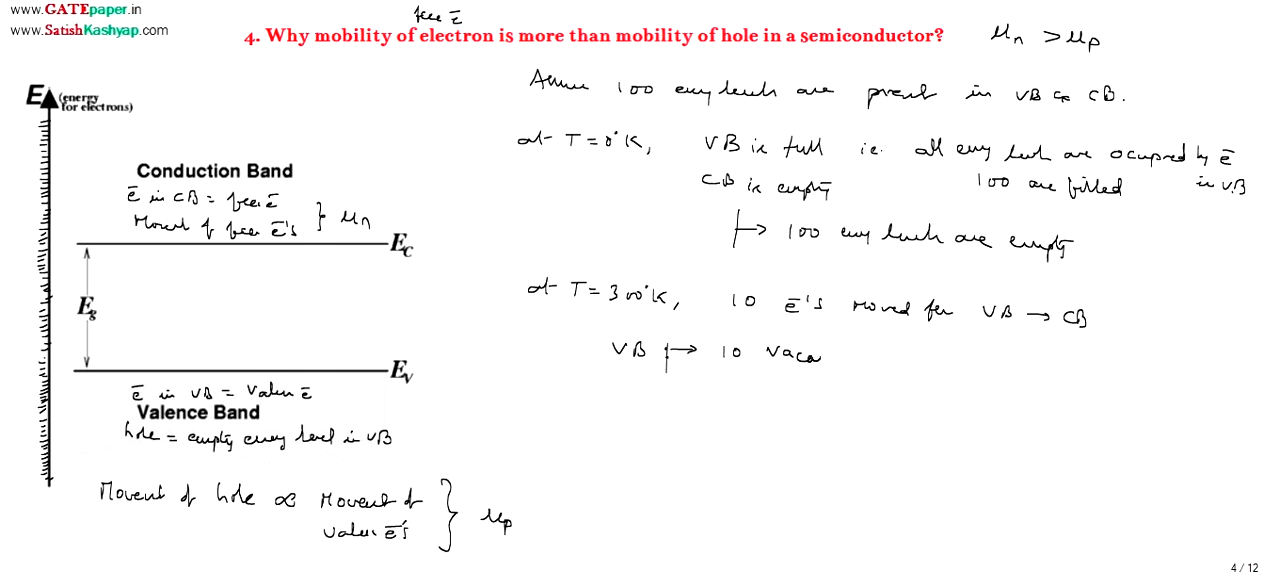 www.GATEpaper.in
www.SatishKashyap.com
free ē
4. Why mobility of electron is more than mobility of hole in a semiconductor? μn > μp
E (energy for electrons)
Assume 100 energy levels are present in VB & CB.
at T = 0°K, VB is full i.e. all energy levels are occupied by ē in VB
CB is empty 100 are filled
↦ 100 energy levels are empty
at T = 300°K, 10 ē's moved from VB → CB
VB ↦ 10 vaca
Conduction Band
ē in CB = free ē
Movement of free ē's } μn
Ec
Eg
Ev
ē in VB = Valence ē
Valence Band
hole = empty energy level in VB
Movement of hole ∝ Movement of valence ē's } μp
4 / 12